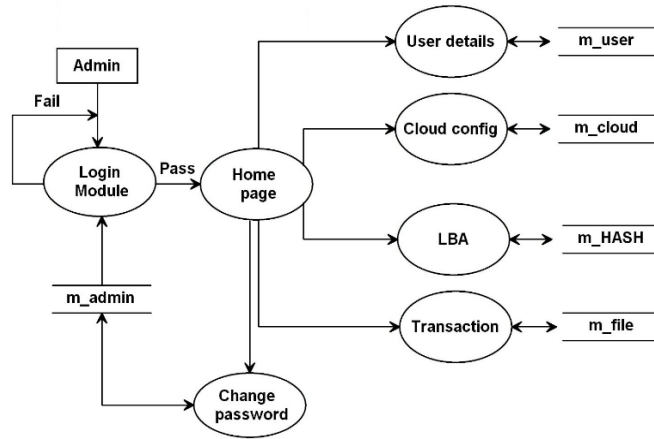 User details
m_user
Admin
Fail
Cloud config
m_cloud
Login
Module
Pass
Home
page
LBA
m_HASH
m_admin
Transaction
m_file
Change
password